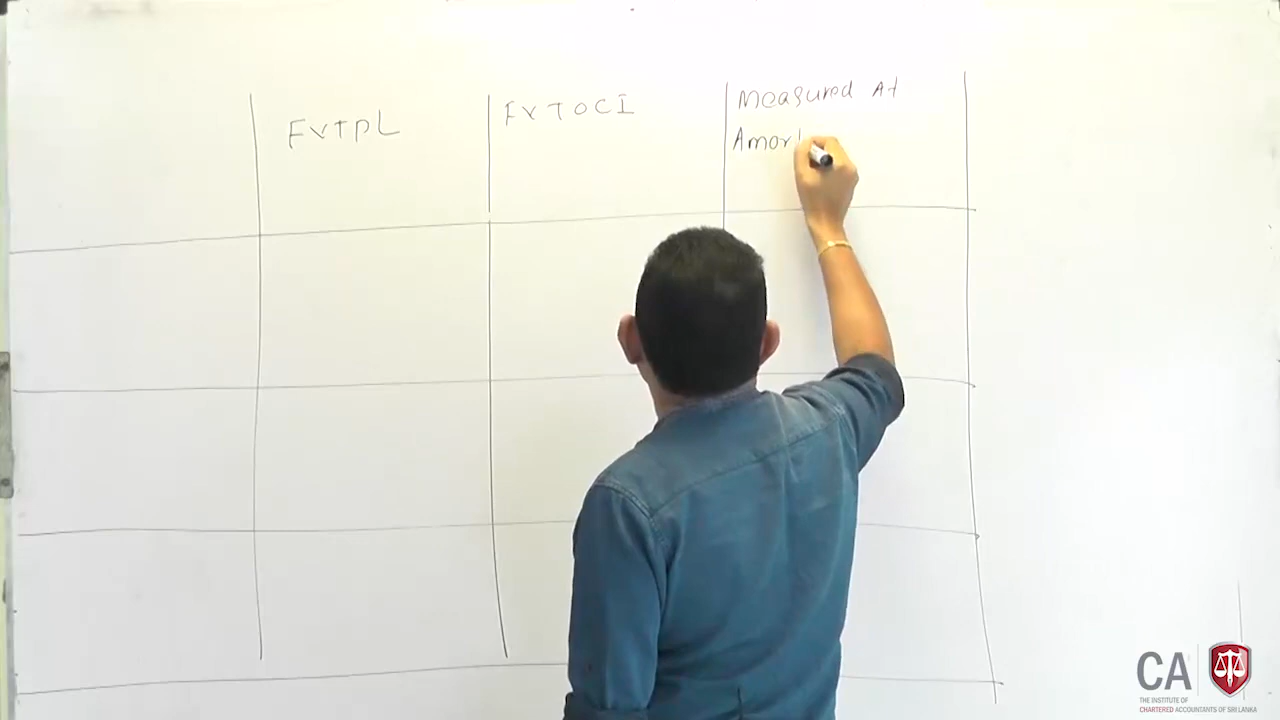 FVTPL
FVTOCI
Measured At
Amor
CA
THE INSTITUTE OF
CHARTERED ACCOUNTANTS OF SRI LANKA